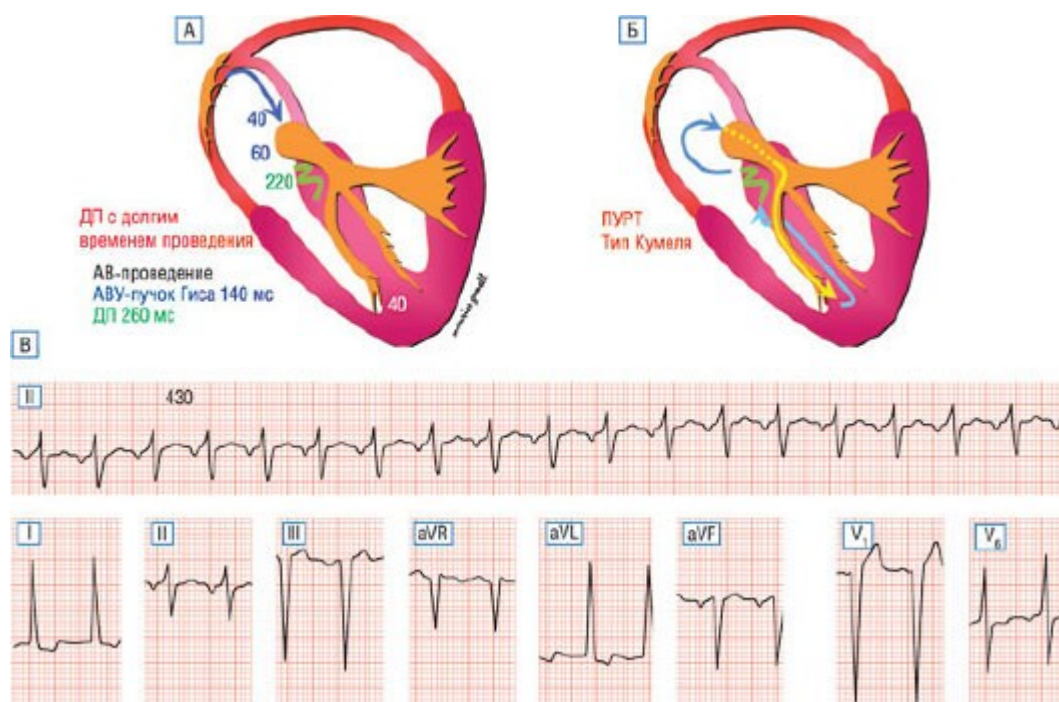 А
40
60
220
ДП с долгим
временем проведения
АВ-проведение
АВУ-пучок Гиса 140 мс
ДП 260 мс
40
Б
ПУРТ
Тип Кумеля
В
II
430
I
II
III
aVR
aVL
aVF
V1
V6